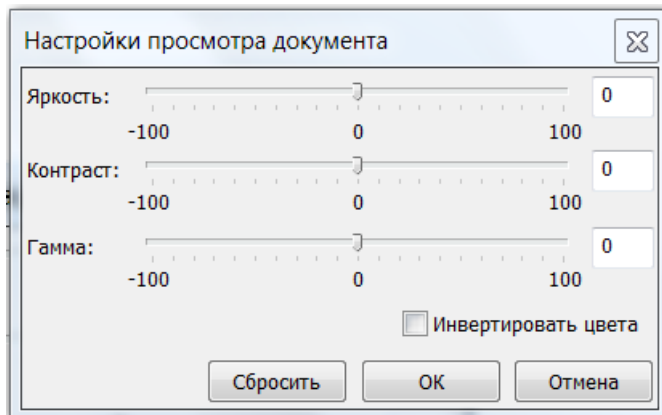 Настройки просмотра документа
Яркость: 0
-100 0 100
Контраст: 0
-100 0 100
Гамма: 0
-100 0 100
Инвертировать цвета
Сбросить ОК Отмена